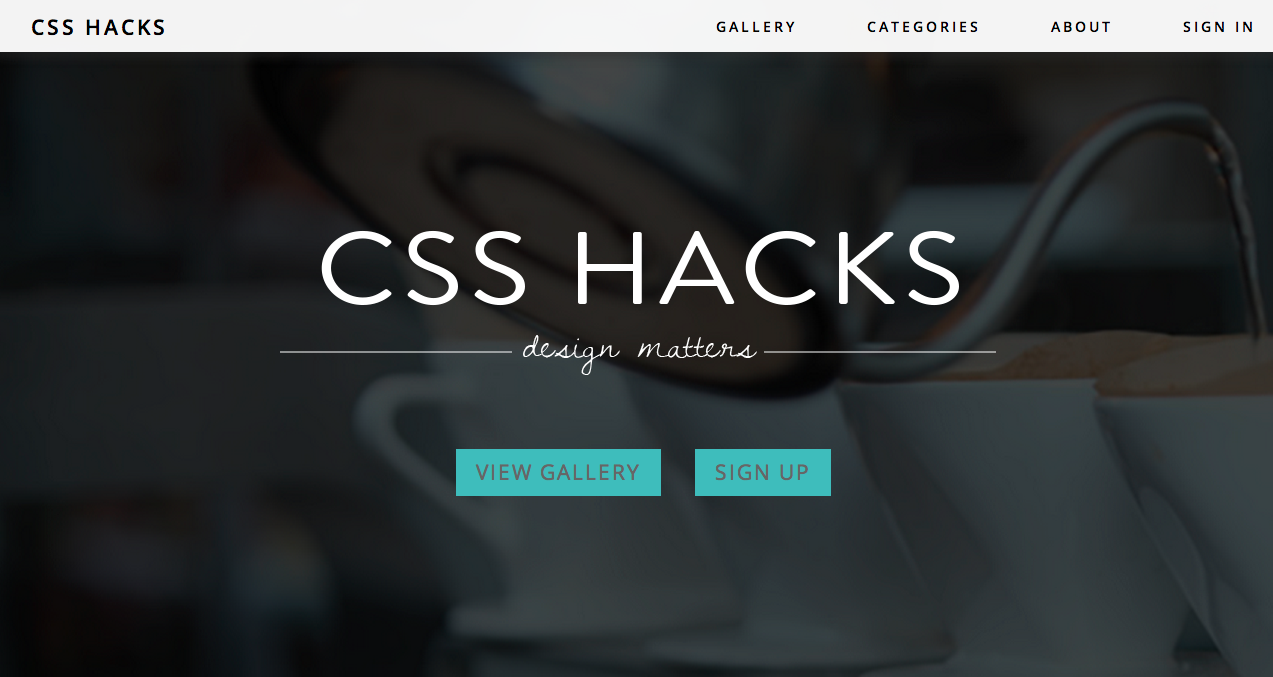 CSS HACKS
GALLERY CATEGORIES ABOUT SIGN IN
CSS HACKS
design matters
VIEW GALLERY SIGN UP